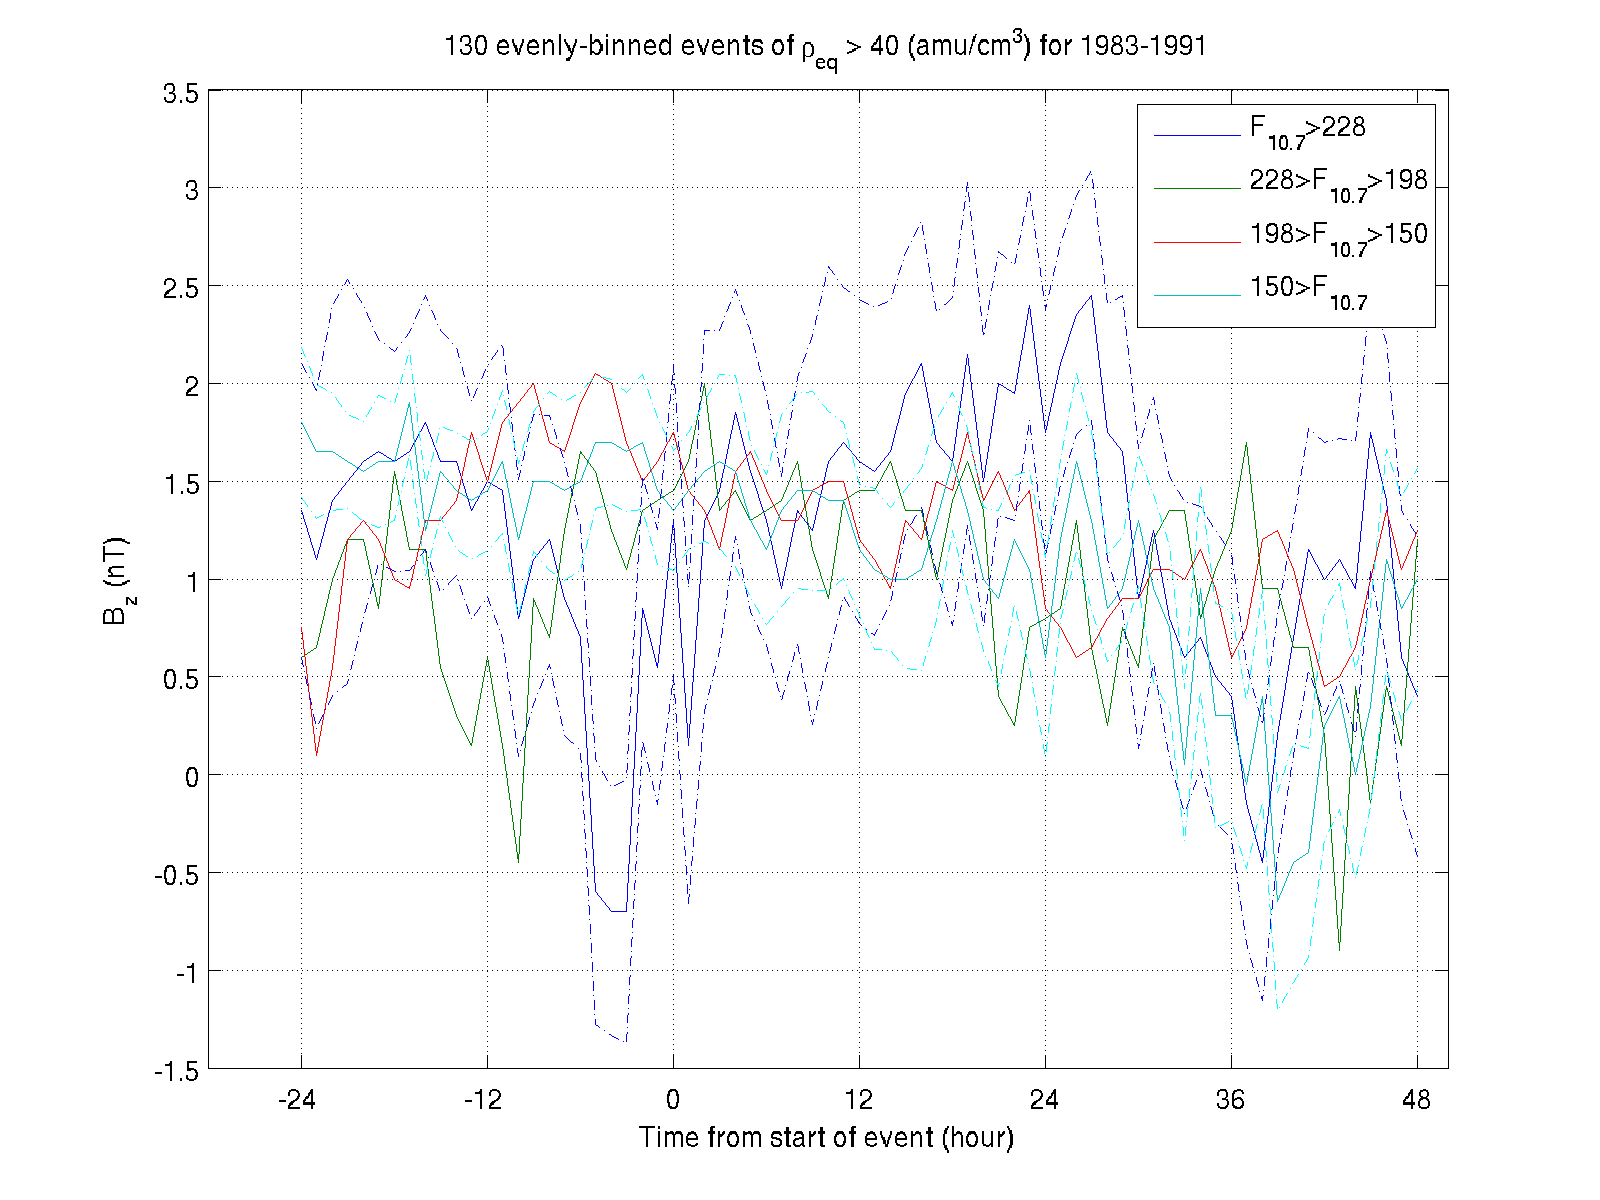 130 evenly-binned events of ρeq > 40 (amu/cm³) for 1983-1991
F10.7>228
228>F10.7>198
198>F10.7>150
150>F10.7
3.5
3
2.5
2
1.5
1
0.5
0
-0.5
-1
-1.5
Bz (nT)
-24 -12 0 12 24 36 48
Time from start of event (hour)